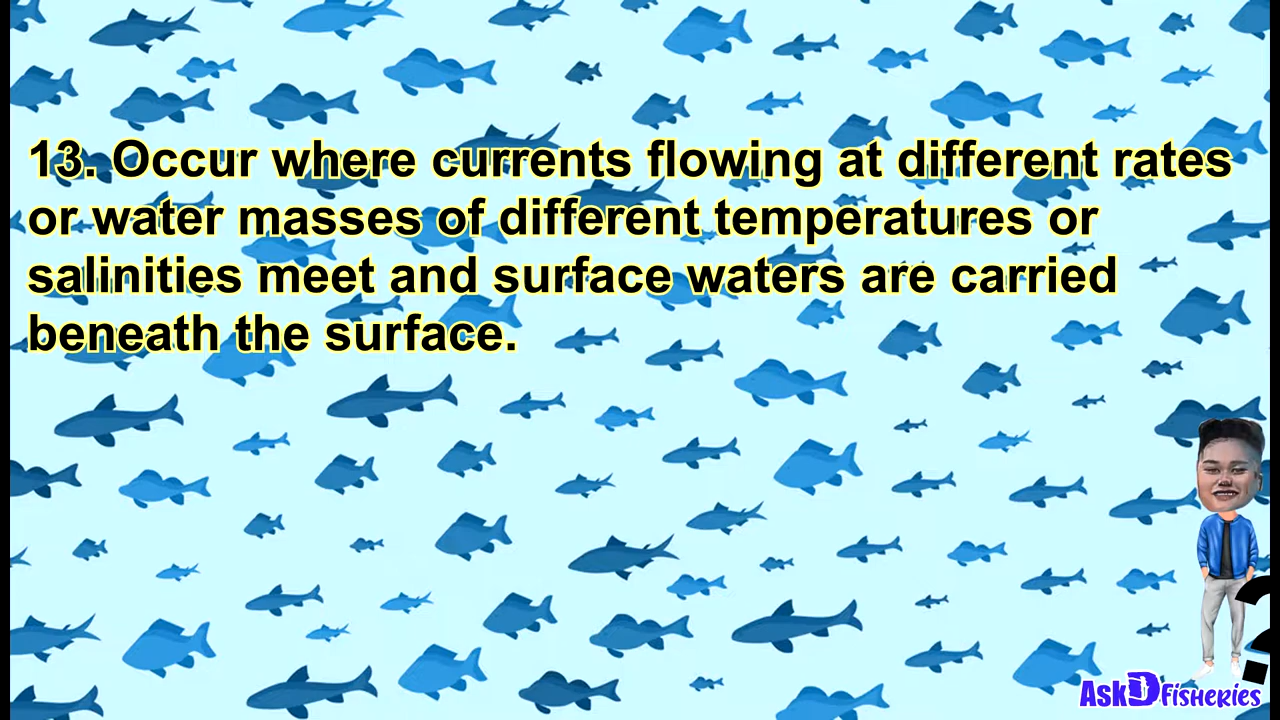 13. Occur where currents flowing at different rates
or water masses of different temperatures or
salinities meet and surface waters are carried
beneath the surface.
?
AskDFisheries